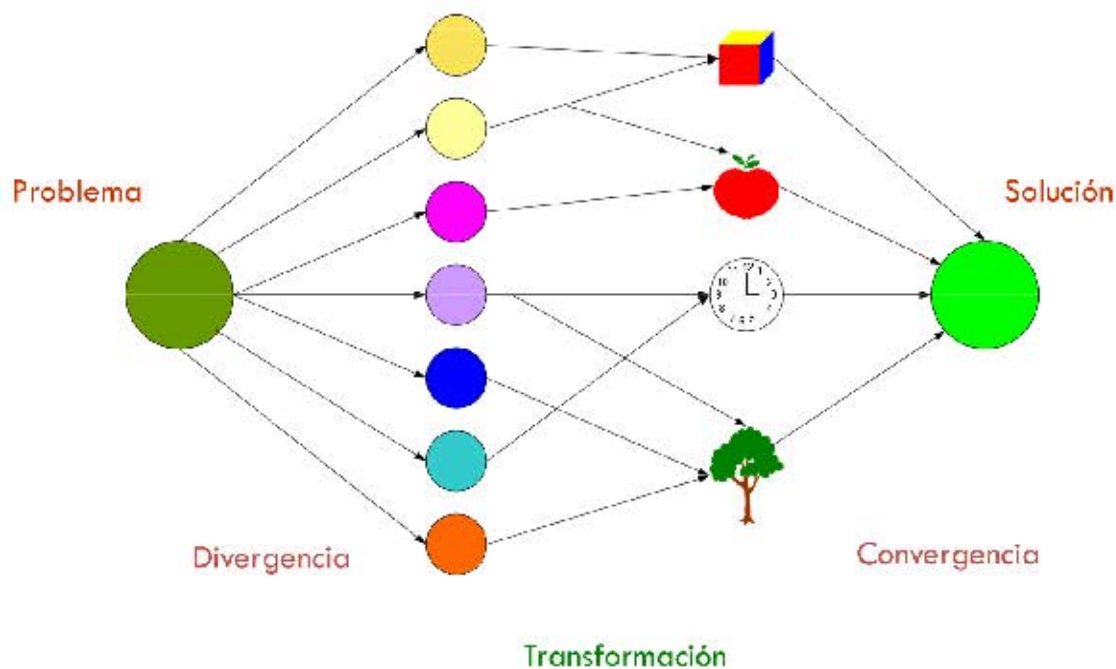 Problema
Solución
Divergencia
Convergencia
Transformación